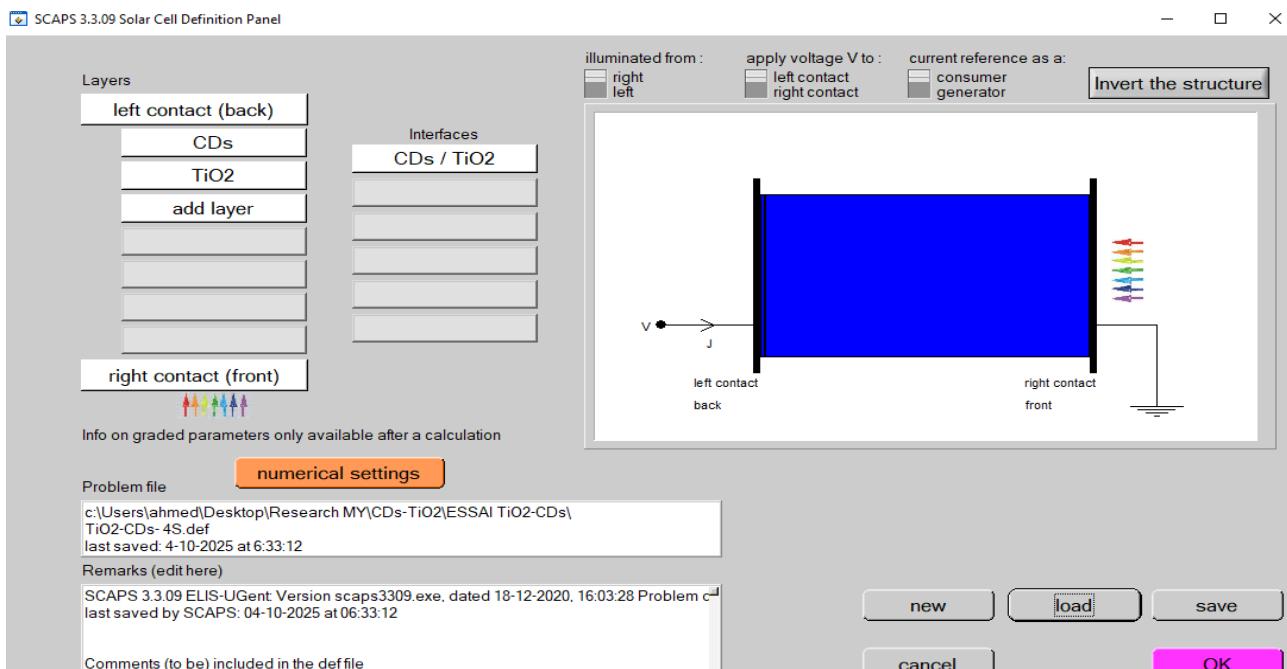 SCAPS 3.3.09 Solar Cell Definition Panel
Layers
left contact (back)
CDs
TiO2
add layer
right contact (front)
Interfaces
CDs / TiO2
illuminated from :
right
left
apply voltage V to :
left contact
right contact
current reference as a:
consumer
generator
Invert the structure
V
J
left contact
back
right contact
front
Info on graded parameters only available after a calculation
numerical settings
Problem file
c:\Users\ahmed\Desktop\Research MY\CDs-TiO2\ESSAI TiO2-CDs\
TiO2-CDs- 4S.def
last saved: 4-10-2025 at 6:33:12
Remarks (edit here)
SCAPS 3.3.09 ELIS-UGent: Version scaps3309.exe, dated 18-12-2020, 16:03:28 Problem
last saved by SCAPS: 04-10-2025 at 06:33:12
Comments (to be) included in the def file
new
load
save
cancel
OK